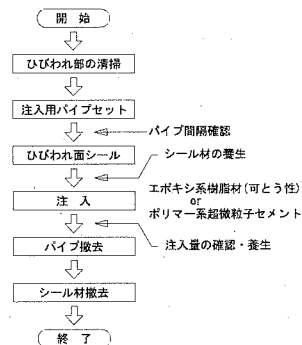 開 始
ひびわれ部の清掃
注入用パイプセット
パイプ間隔確認
ひびわれ面シール
シール材の養生
注 入
エポキシ系樹脂材(可とう性)
or
ポリマー系超微粒子セメント
注入量の確認・養生
パイプ撤去
シール材撤去
終 了